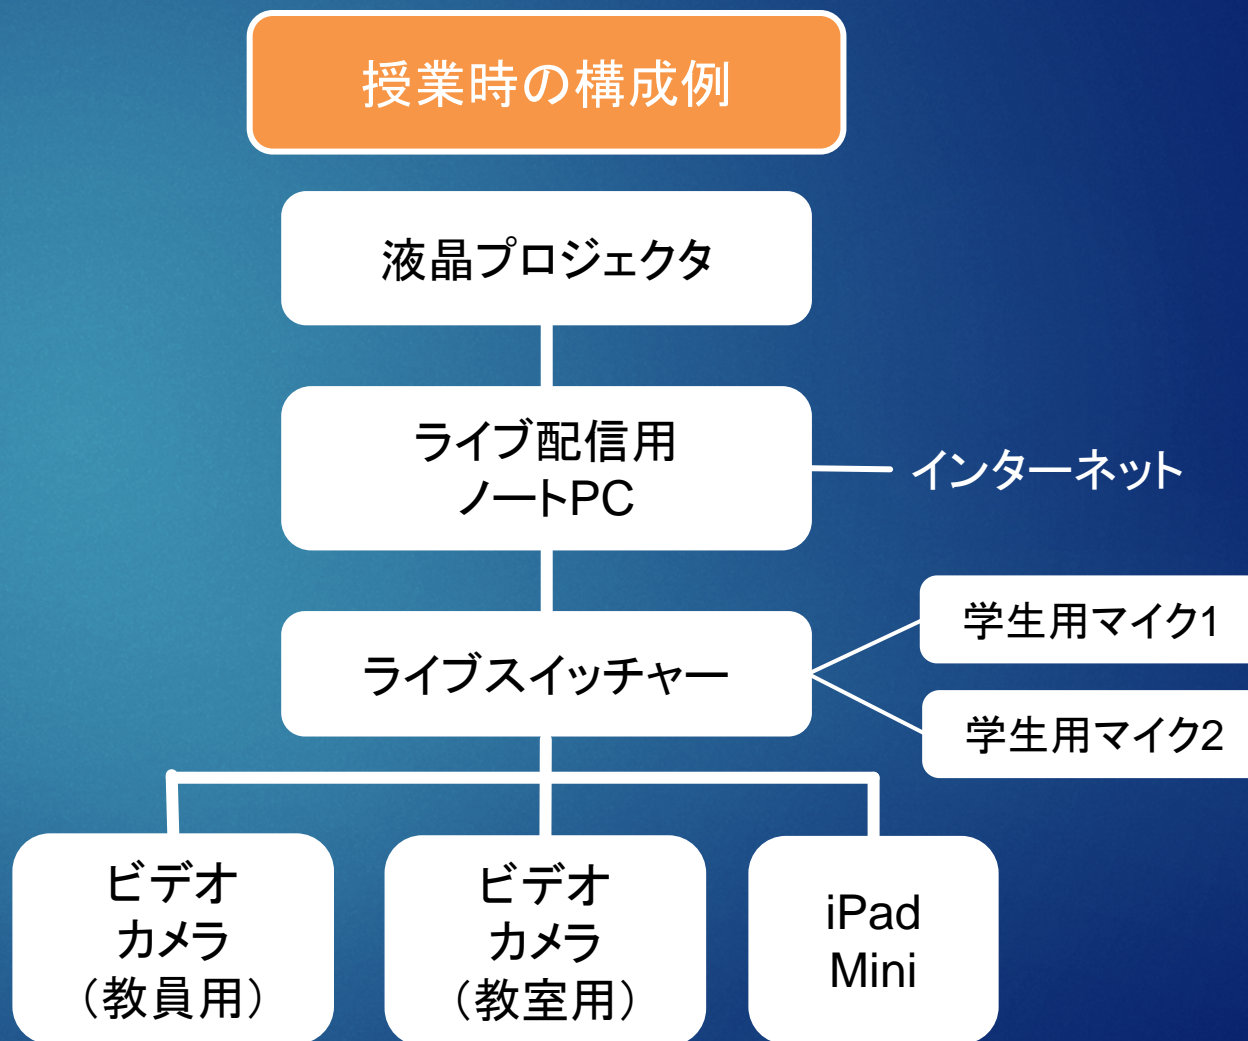 授業時の構成例
液晶プロジェクタ
ライブ配信用
ノートPC
インターネット
ライブスイッチャー
学生用マイク1
学生用マイク2
ビデオ
カメラ
（教員用）
ビデオ
カメラ
（教室用）
iPad
Mini